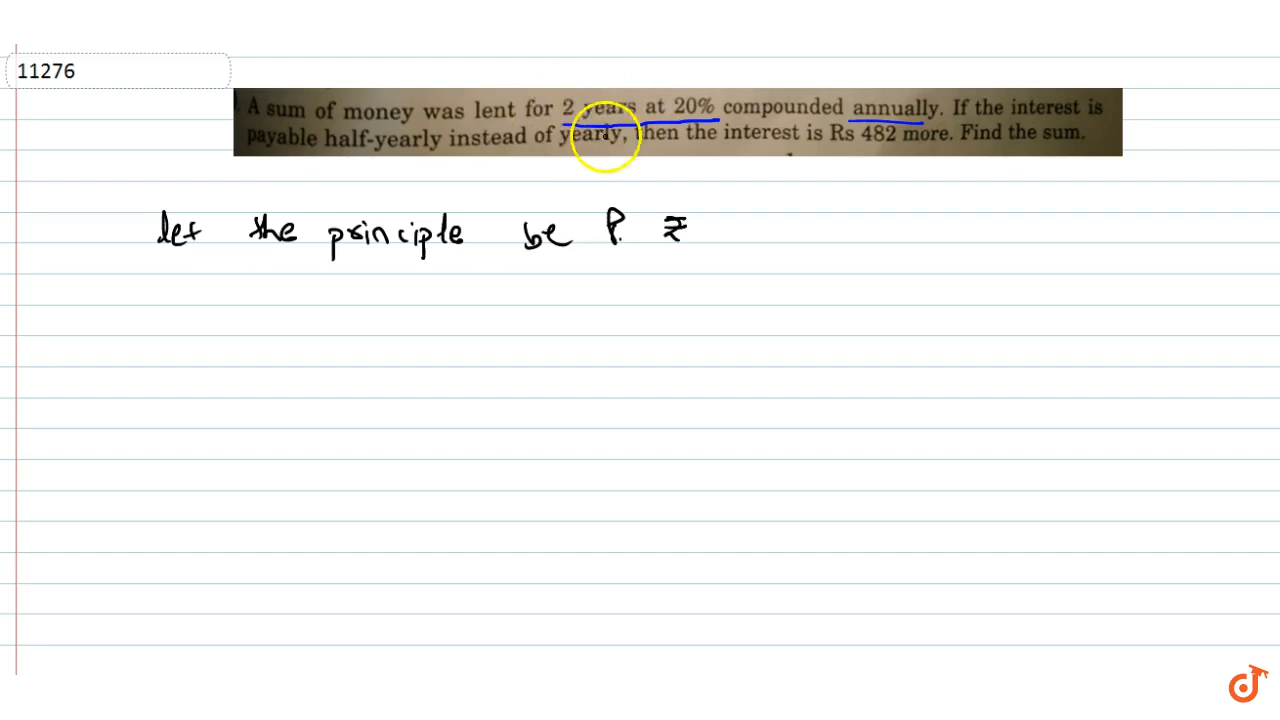 11276
A sum of money was lent for 2 years at 20% compounded annually. If the interest is
payable half-yearly instead of yearly, then the interest is Rs 482 more. Find the sum.
let the principle be P. ₹